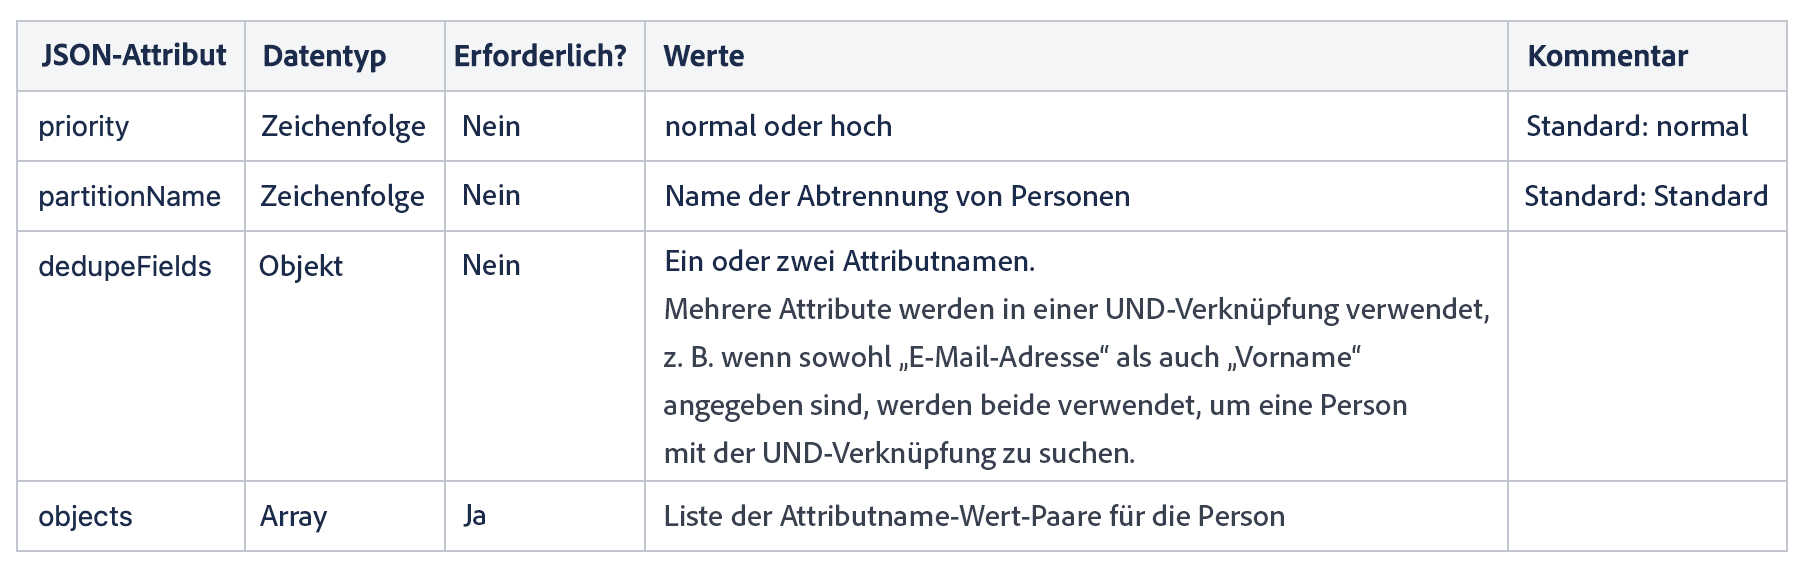 JSON-Attribut Datentyp Erforderlich? Werte Kommentar
priority Zeichenfolge Nein normal oder hoch Standard: normal
partitionName Zeichenfolge Nein Name der Abtrennung von Personen Standard: Standard
dedupeFields Objekt Nein Ein oder zwei Attributnamen.
Mehrere Attribute werden in einer UND-Verknüpfung verwendet,
z. B. wenn sowohl „E-Mail-Adresse“ als auch „Vorname“
angegeben sind, werden beide verwendet, um eine Person
mit der UND-Verknüpfung zu suchen.
objects Array Ja Liste der Attributname-Wert-Paare für die Person